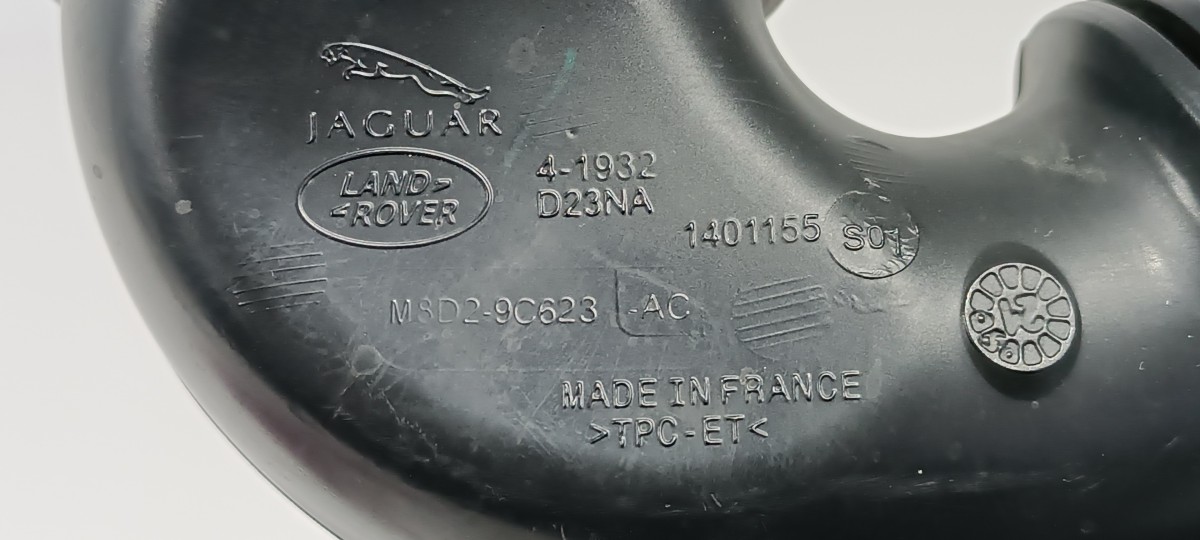 JAGUAR
LAND>
<ROVER
4-1932
D23NA
1401155 S01
M8D2-9C623 -AC
MADE IN FRANCE
>TPC-ET<